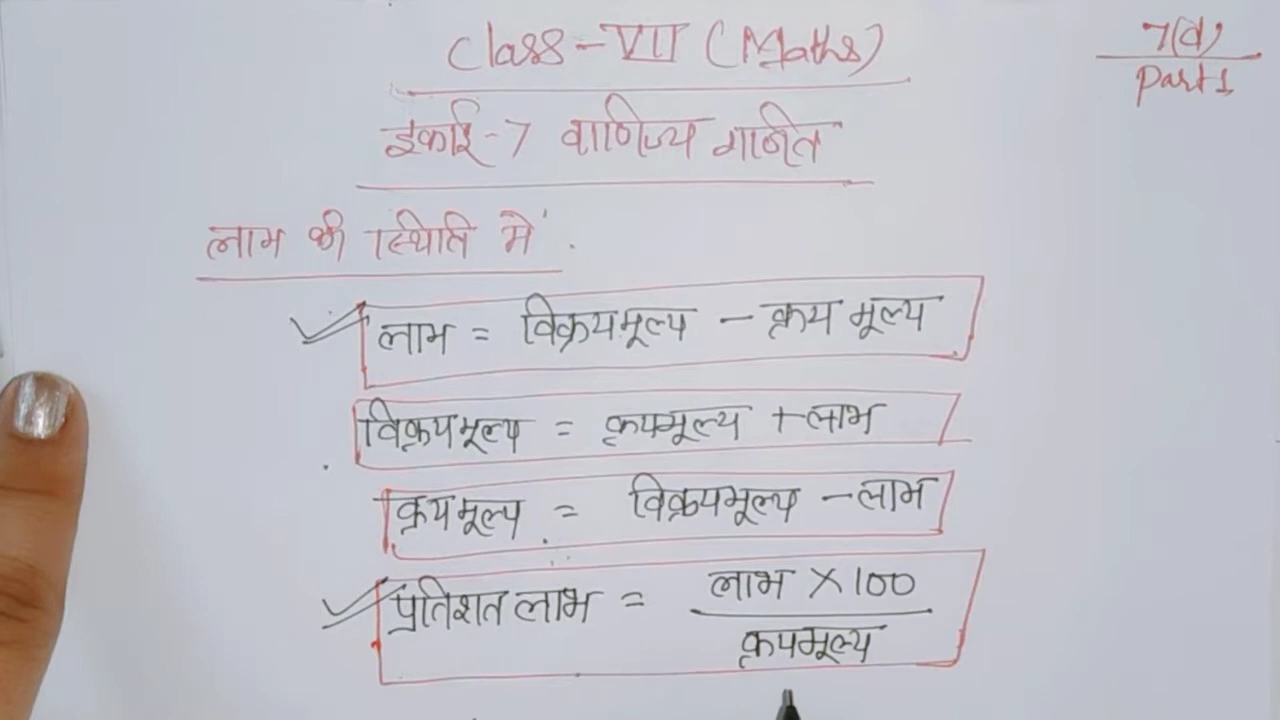 Class-VII (Maths)
7(d)
Part 1
इकाई-7 वाणिज्य गणित
लाभ की स्थिति में
लाभ = विक्रयमूल्य - क्रय मूल्य
विक्रयमूल्य = क्रयमूल्य + लाभ
क्रयमूल्य = विक्रयमूल्य - लाभ
प्रतिशत लाभ = लाभ × 100
क्रयमूल्य